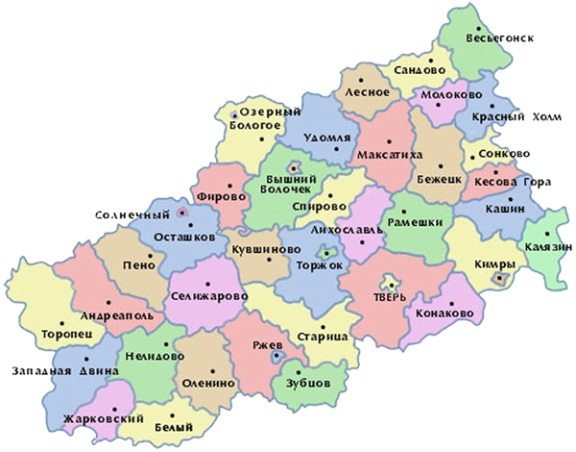 Весьегонск
Сандово
Лесное
Молоково
Красный Холм
Озерный
Бологое
Удомля
Максатиха
Сонково
Бежецк
Кесова Гора
Вышний
Волочек
Фирово
Спирово
Кашин
Солнечный
Осташков
Лихославль
Рамешки
Калязин
Кувшиново
Торжок
Пено
Кимры
Селижарово
ТВЕРЬ
Андреаполь
Конаково
Торопец
Старица
Ржев
Нелидово
Западная Двина
Оленино
Зубцов
Жарковский
Белый